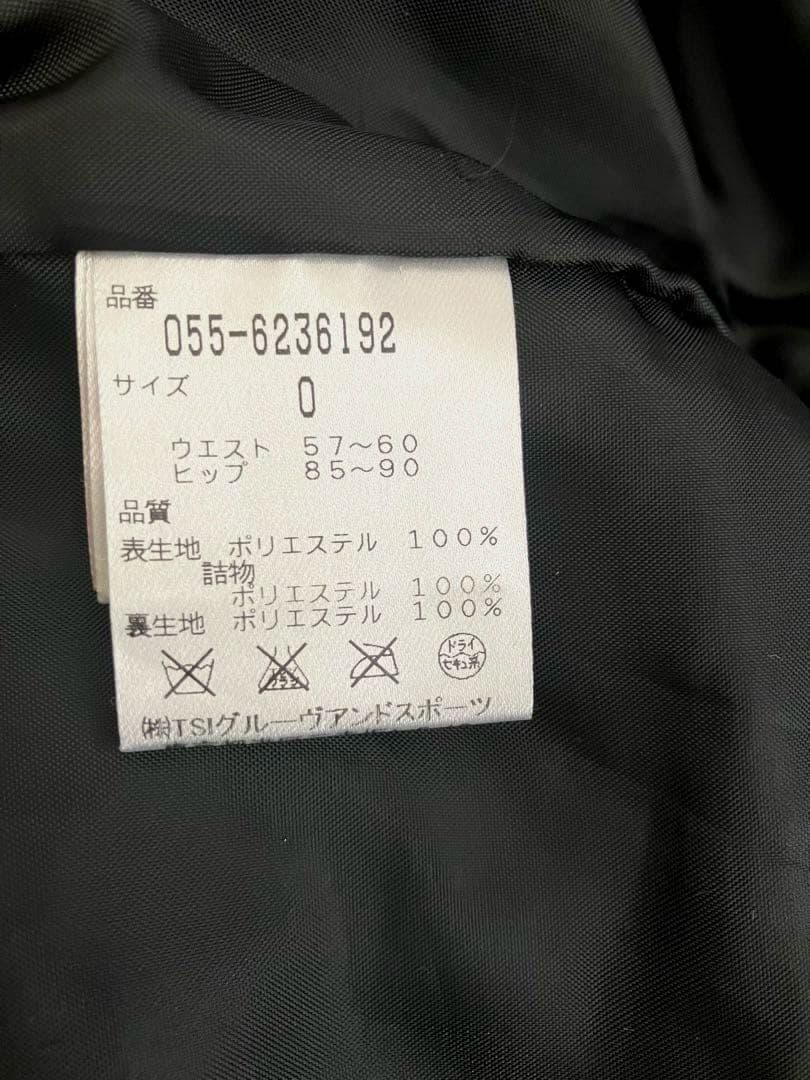 品番
055-6236192
サイズ
0
ウエスト 57～60
ヒップ 85～90
品質
表生地 ポリエステル 100%
詰物
ポリエステル 100%
裏生地 ポリエステル 100%
ドライ
セキユ系
㈱TSIグルーヴアンドスポーツ